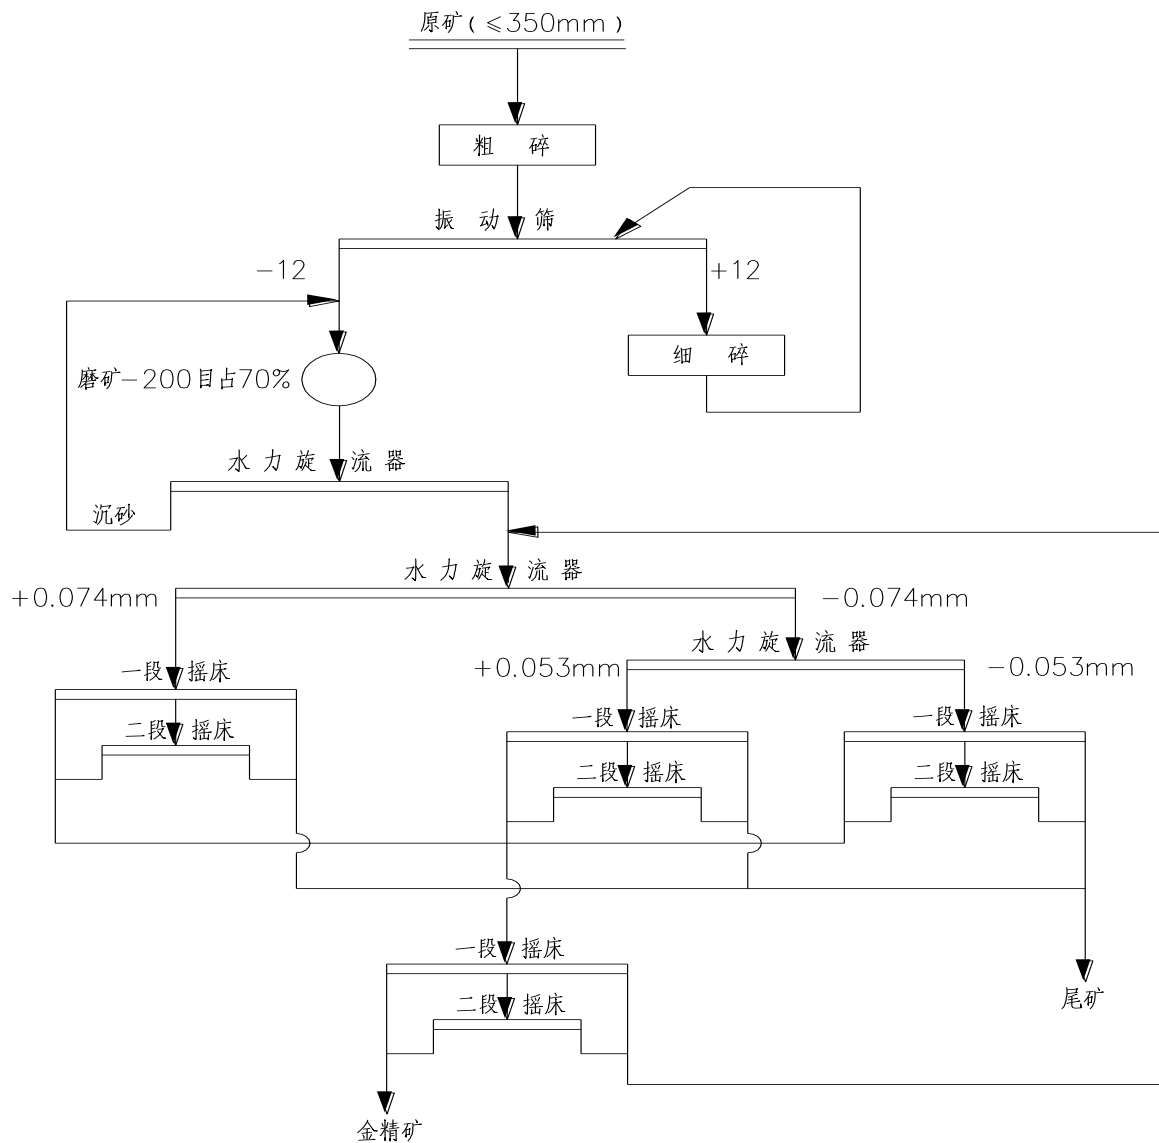 原矿(≤350mm)
粗 碎
振 动 筛
-12
+12
细 碎
磨矿-200目占70%
水 力 旋 流 器
沉砂
水 力 旋 流 器
+0.074mm
-0.074mm
水 力 旋 流 器
+0.053mm
-0.053mm
一段 摇床
二段 摇床
一段 摇床
二段 摇床
一段 摇床
二段 摇床
一段 摇床
二段 摇床
尾矿
金精矿